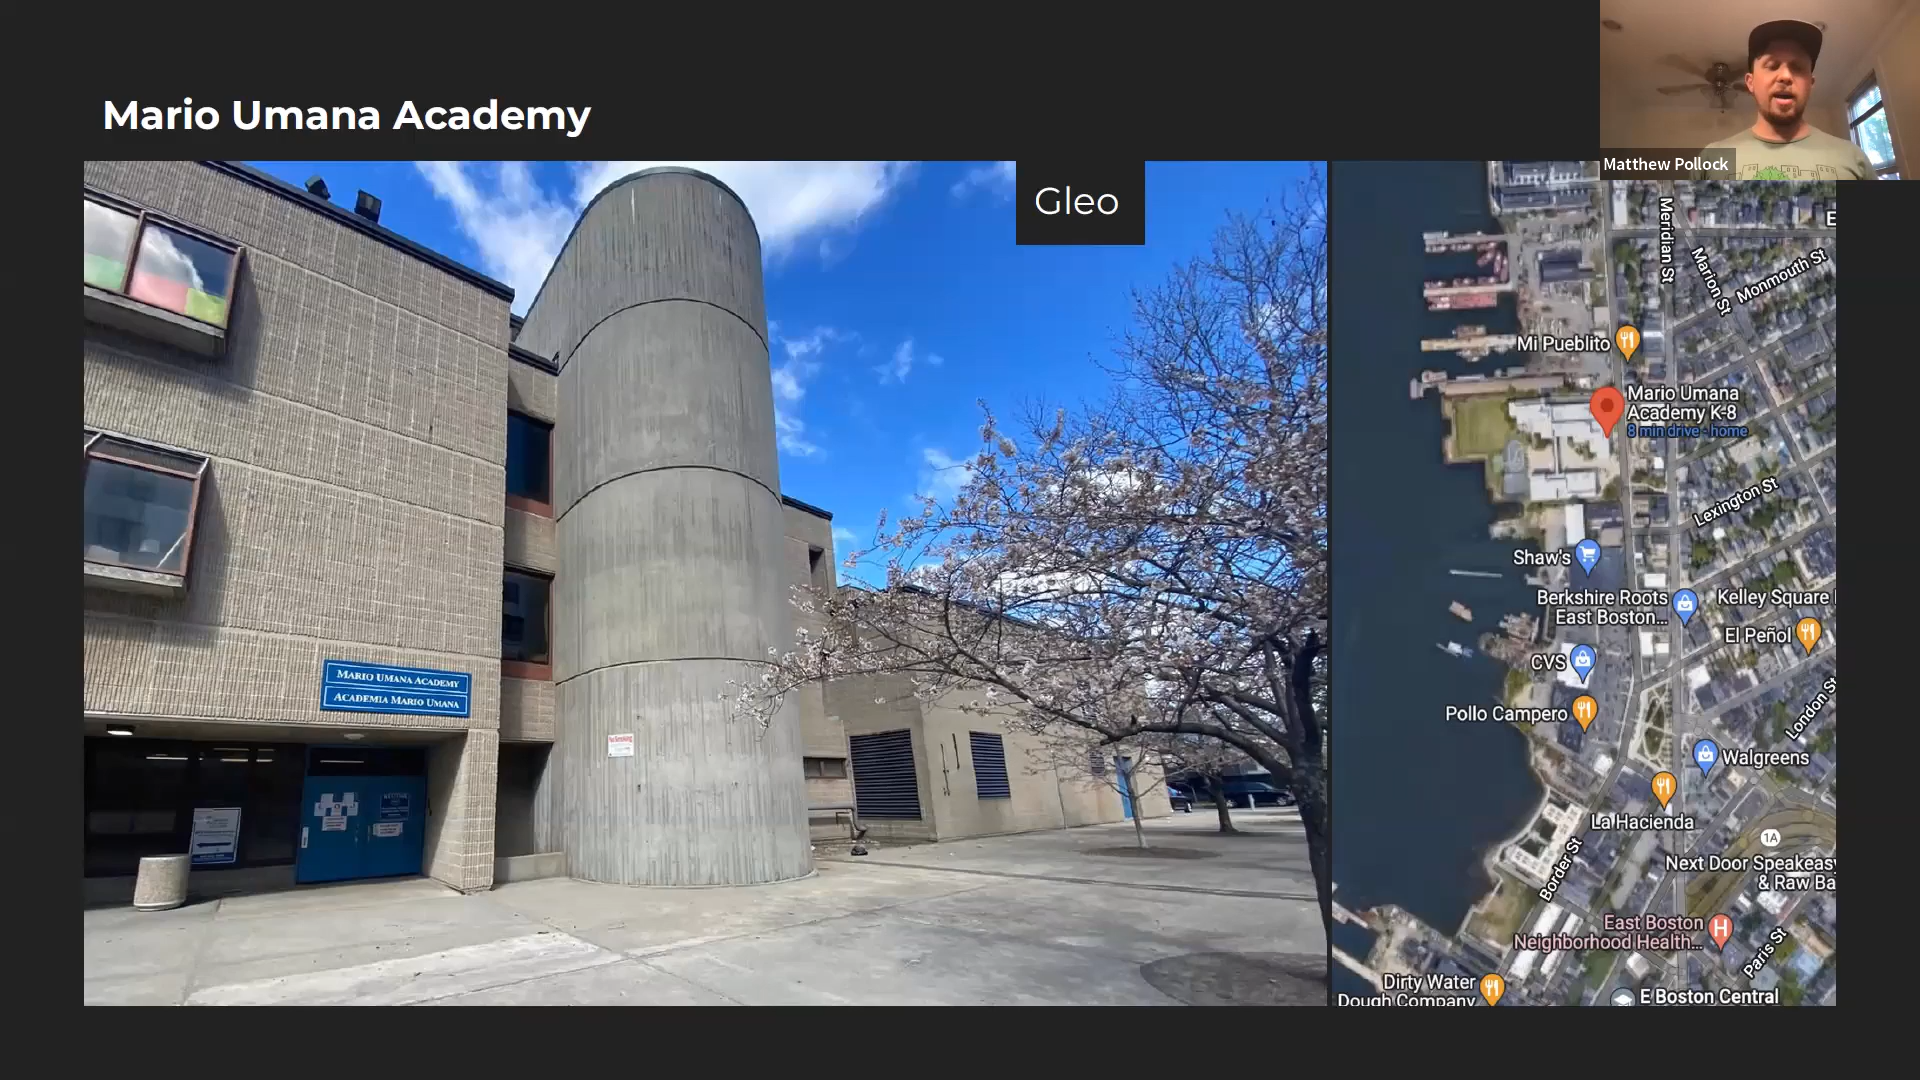 Mario Umana Academy
Matthew Pollock
Gleo
MARIO UMANA ACADEMY
ACADEMIA MARIO UMANA
No Smoking
Meridian St
Marion St
Monmouth St
E
Mi Pueblito
Mario Umana
Academy K-8
8 min drive - home
Lexington St
Shaw's
Berkshire Roots
East Boston...
Kelley Square
El Peñol
CVS
London St
Pollo Campero
Walgreens
La Hacienda
1A
Border St
Next Door Speakeasy
& Raw Ba
East Boston
Neighborhood Health...
H
Paris St
Dirty Water
Dough Company
E Boston Central